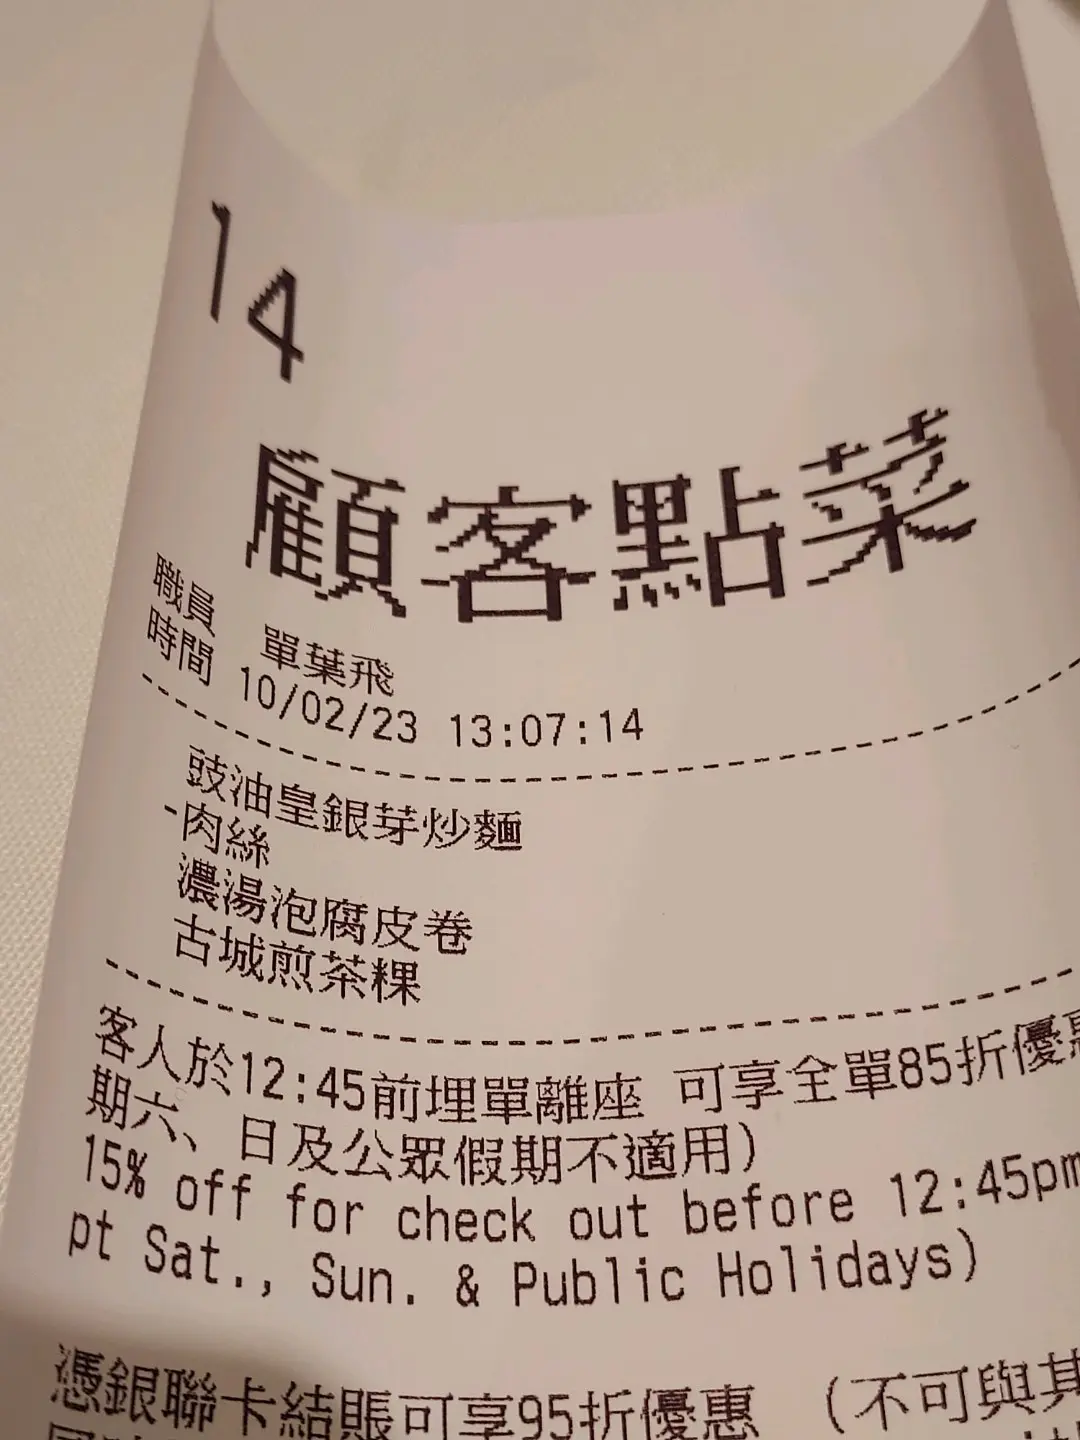 14
顧客點菜
職員 單葉飛
時間 10/02/23 13:07:14
豉油皇銀芽炒麵
-肉絲
濃湯泡腐皮卷
古城煎茶粿
客人於12:45前埋單離座 可享全單85折優惠
期六、日及公眾假期不適用)
15% off for check out before 12:45pm
pt Sat., Sun. & Public Holidays)
憑銀聯卡結賬可享95折優惠 (不可與其